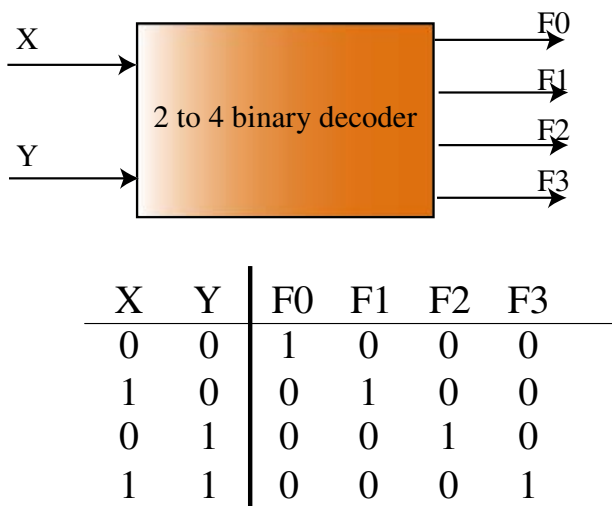 X
Y
2 to 4 binary decoder
F0
F1
F2
F3
X Y F0 F1 F2 F3
0 0 1 0 0 0
1 0 0 1 0 0
0 1 0 0 1 0
1 1 0 0 0 1